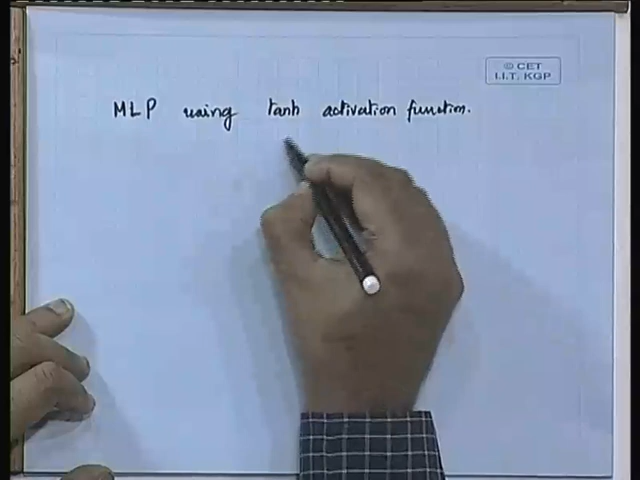 © CET
I.I.T. KGP
MLP using tanh activation function.